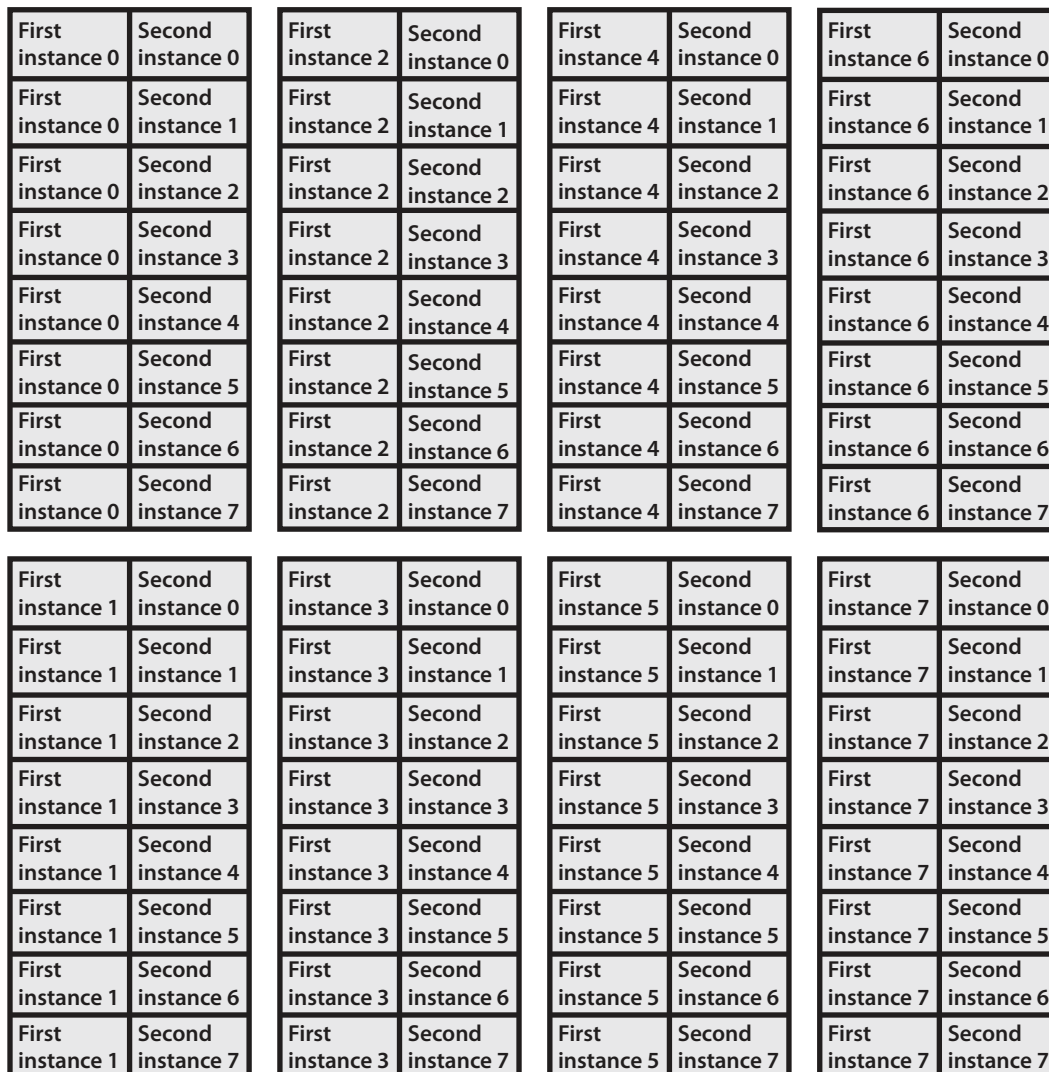 First Second
instance 0 instance 0
First Second
instance 0 instance 1
First Second
instance 0 instance 2
First Second
instance 0 instance 3
First Second
instance 0 instance 4
First Second
instance 0 instance 5
First Second
instance 0 instance 6
First Second
instance 0 instance 7
First Second
instance 1 instance 0
First Second
instance 1 instance 1
First Second
instance 1 instance 2
First Second
instance 1 instance 3
First Second
instance 1 instance 4
First Second
instance 1 instance 5
First Second
instance 1 instance 6
First Second
instance 1 instance 7
First Second
instance 2 instance 0
First Second
instance 2 instance 1
First Second
instance 2 instance 2
First Second
instance 2 instance 3
First Second
instance 2 instance 4
First Second
instance 2 instance 5
First Second
instance 2 instance 6
First Second
instance 2 instance 7
First Second
instance 3 instance 0
First Second
instance 3 instance 1
First Second
instance 3 instance 2
First Second
instance 3 instance 3
First Second
instance 3 instance 4
First Second
instance 3 instance 5
First Second
instance 3 instance 6
First Second
instance 3 instance 7
First Second
instance 4 instance 0
First Second
instance 4 instance 1
First Second
instance 4 instance 2
First Second
instance 4 instance 3
First Second
instance 4 instance 4
First Second
instance 4 instance 5
First Second
instance 4 instance 6
First Second
instance 4 instance 7
First Second
instance 5 instance 0
First Second
instance 5 instance 1
First Second
instance 5 instance 2
First Second
instance 5 instance 3
First Second
instance 5 instance 4
First Second
instance 5 instance 5
First Second
instance 5 instance 6
First Second
instance 5 instance 7
First Second
instance 6 instance 0
First Second
instance 6 instance 1
First Second
instance 6 instance 2
First Second
instance 6 instance 3
First Second
instance 6 instance 4
First Second
instance 6 instance 5
First Second
instance 6 instance 6
First Second
instance 6 instance 7
First Second
instance 7 instance 0
First Second
instance 7 instance 1
First Second
instance 7 instance 2
First Second
instance 7 instance 3
First Second
instance 7 instance 4
First Second
instance 7 instance 5
First Second
instance 7 instance 6
First Second
instance 7 instance 7